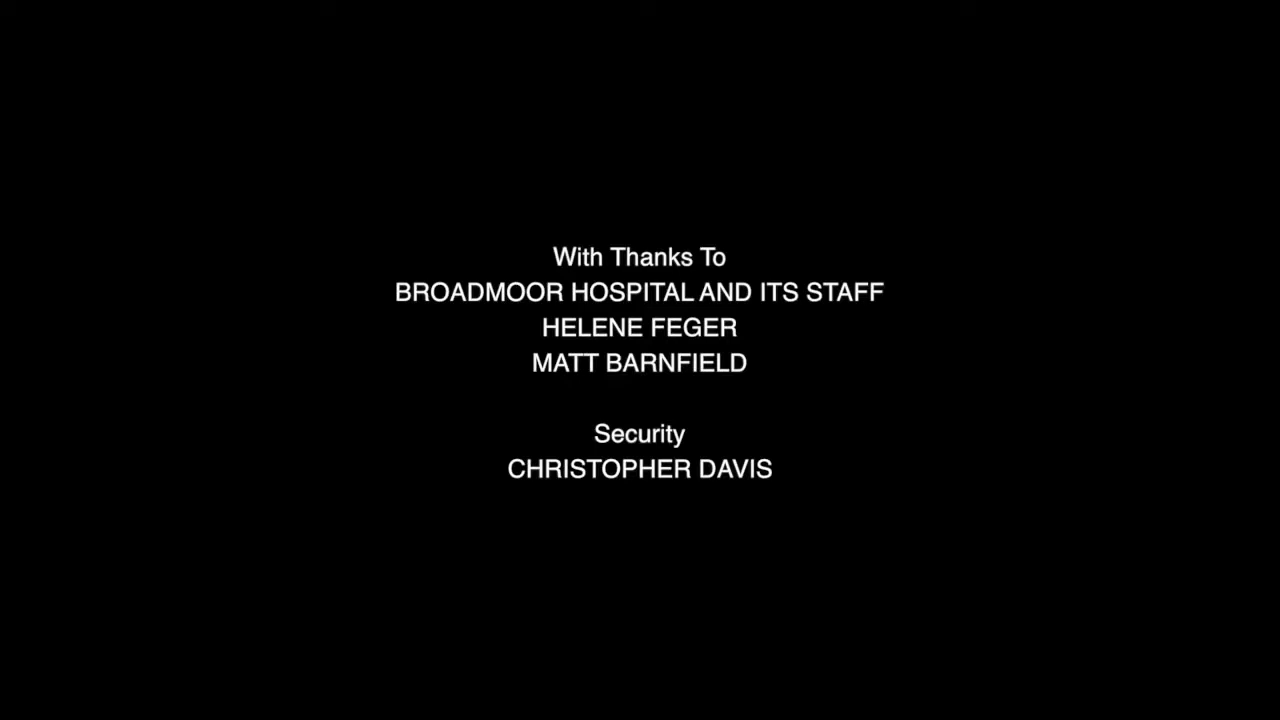 With Thanks To
BROADMOOR HOSPITAL AND ITS STAFF
HELENE FEGER
MATT BARNFIELD
Security
CHRISTOPHER DAVIS